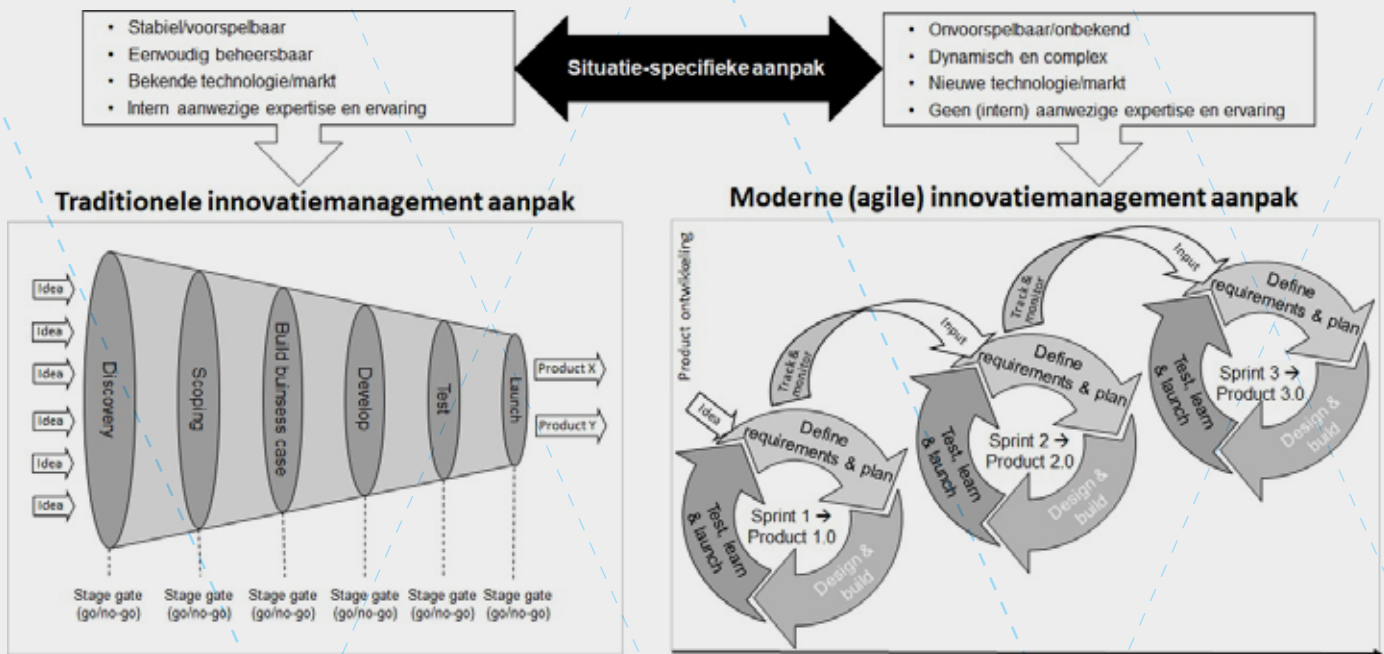 • Stabiel/voorspelbaar
• Eenvoudig beheersbaar
• Bekende technologie/markt
• Intern aanwezige expertise en ervaring
Situatie-specifieke aanpak
• Onvoorspelbaar/onbekend
• Dynamisch en complex
• Nieuwe technologie/markt
• Geen (intern) aanwezige expertise en ervaring
Traditionele innovatiemanagement aanpak
Idea
Idea
Idea
Idea
Idea
Idea
Discovery
Scoping
Build buinsess case
Develop
Test
Launch
Product X
Product Y
Stage gate
(go/no-go)
Stage gate
(go/no-go)
Stage gate
(go/no-go)
Stage gate
(go/no-go)
Stage gate
(go/no-go)
Stage gate
(go/no-go)
Moderne (agile) innovatiemanagement aanpak
Product ontwikkeling
Idea
Define
requirements & plan
Design &
build
Test, learn
& launch
Sprint 1 →
Product 1.0
Track &
monitor
Input
Define
requirements & plan
Design &
build
Test, learn
& launch
Sprint 2 →
Product 2.0
Track &
monitor
Input
Define
requirements & plan
Design &
build
Test, learn
& launch
Sprint 3 →
Product 3.0